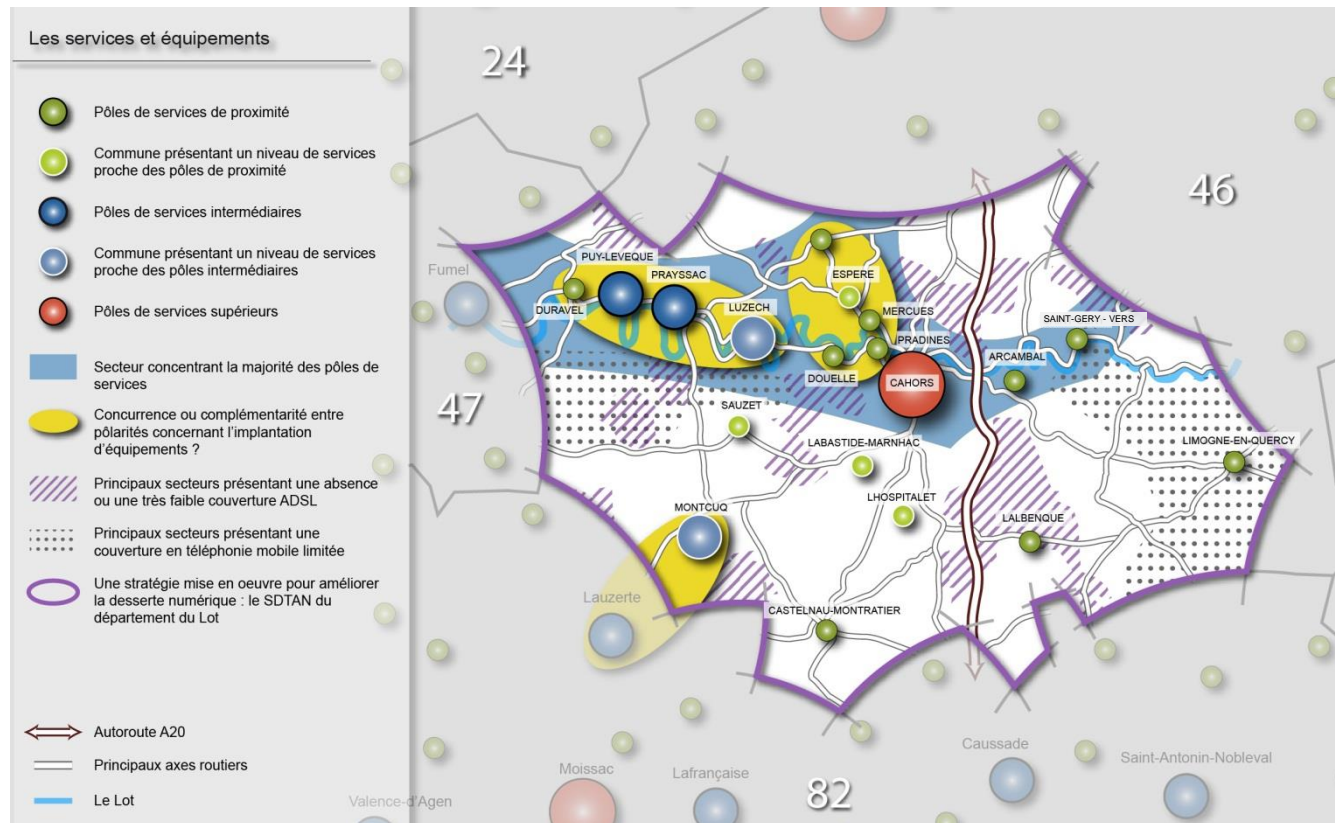 Les services et équipements
Pôles de services de proximité
Commune présentant un niveau de services
proche des pôles de proximité
Pôles de services intermédiaires
Commune présentant un niveau de services
proche des pôles intermédiaires
Pôles de services supérieurs
Secteur concentrant la majorité des pôles de
services
Concurrence ou complémentarité entre
pôlarités concernant l'implantation
d'équipements ?
Principaux secteurs présentant une absence
ou une très faible couverture ADSL
Principaux secteurs présentant une
couverture en téléphonie mobile limitée
Une stratégie mise en oeuvre pour améliorer
la desserte numérique : le SDTAN du
département du Lot
Autoroute A20
Principaux axes routiers
Le Lot
24
46
47
82
Fumel
PUY-LEVEQUE
PRAYSSAC
DURAVEL
LUZECH
ESPERE
MERCUES
PRADINES
DOUELLE
CAHORS
SAINT-GERY - VERS
ARCAMBAL
SAUZET
LABASTIDE-MARNHAC
LIMOGNE-EN-QUERCY
MONTCUQ
LHOSPITALET
LALBENQUE
Lauzerte
CASTELNAU-MONTRATIER
Caussade
Saint-Antonin-Nobleval
Moissac
Lafrançaise
Valence-d'Agen